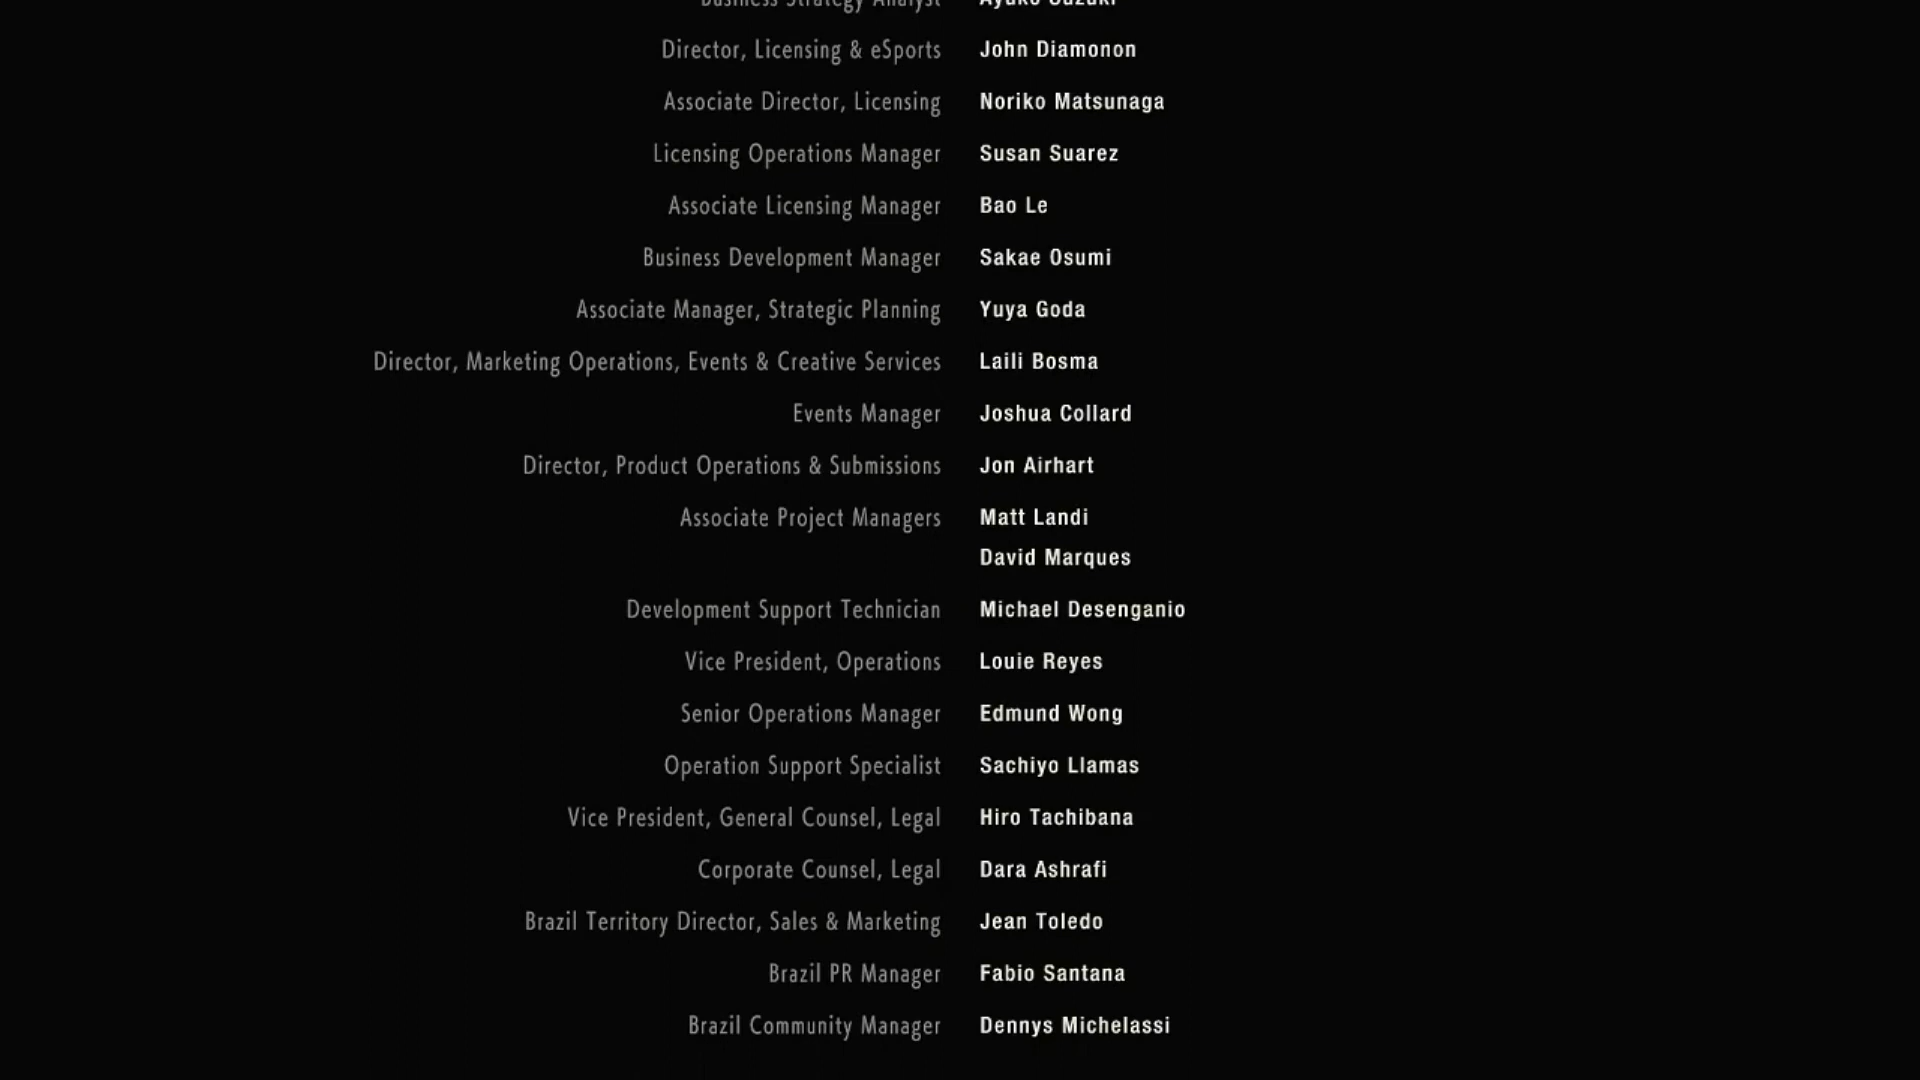 Business Strategy Analyst Ayako Suzuki
Director, Licensing & eSports John Diamonon
Associate Director, Licensing Noriko Matsunaga
Licensing Operations Manager Susan Suarez
Associate Licensing Manager Bao Le
Business Development Manager Sakae Osumi
Associate Manager, Strategic Planning Yuya Goda
Director, Marketing Operations, Events & Creative Services Laili Bosma
Events Manager Joshua Collard
Director, Product Operations & Submissions Jon Airhart
Associate Project Managers Matt Landi
David Marques
Development Support Technician Michael Desenganio
Vice President, Operations Louie Reyes
Senior Operations Manager Edmund Wong
Operation Support Specialist Sachiyo Llamas
Vice President, General Counsel, Legal Hiro Tachibana
Corporate Counsel, Legal Dara Ashrafi
Brazil Territory Director, Sales & Marketing Jean Toledo
Brazil PR Manager Fabio Santana
Brazil Community Manager Dennys Michelassi